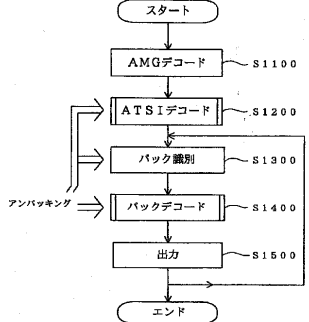 スタート
AMGデコード
S1100
ATSIデコード
S1200
パック識別
S1300
アンパッキング
パックデコード
S1400
出力
S1500
エンド